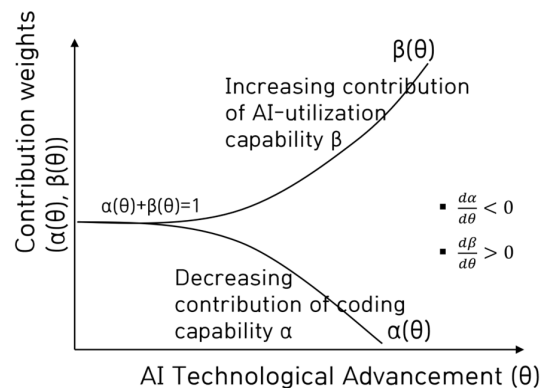 Contribution weights
(α(θ), β(θ))
β(θ)
Increasing contribution
of AI-utilization
capability β
α(θ)+β(θ)=1
▪ dα/dθ < 0
▪ dβ/dθ > 0
Decreasing
contribution of coding
capability α
α(θ)
AI Technological Advancement (θ)